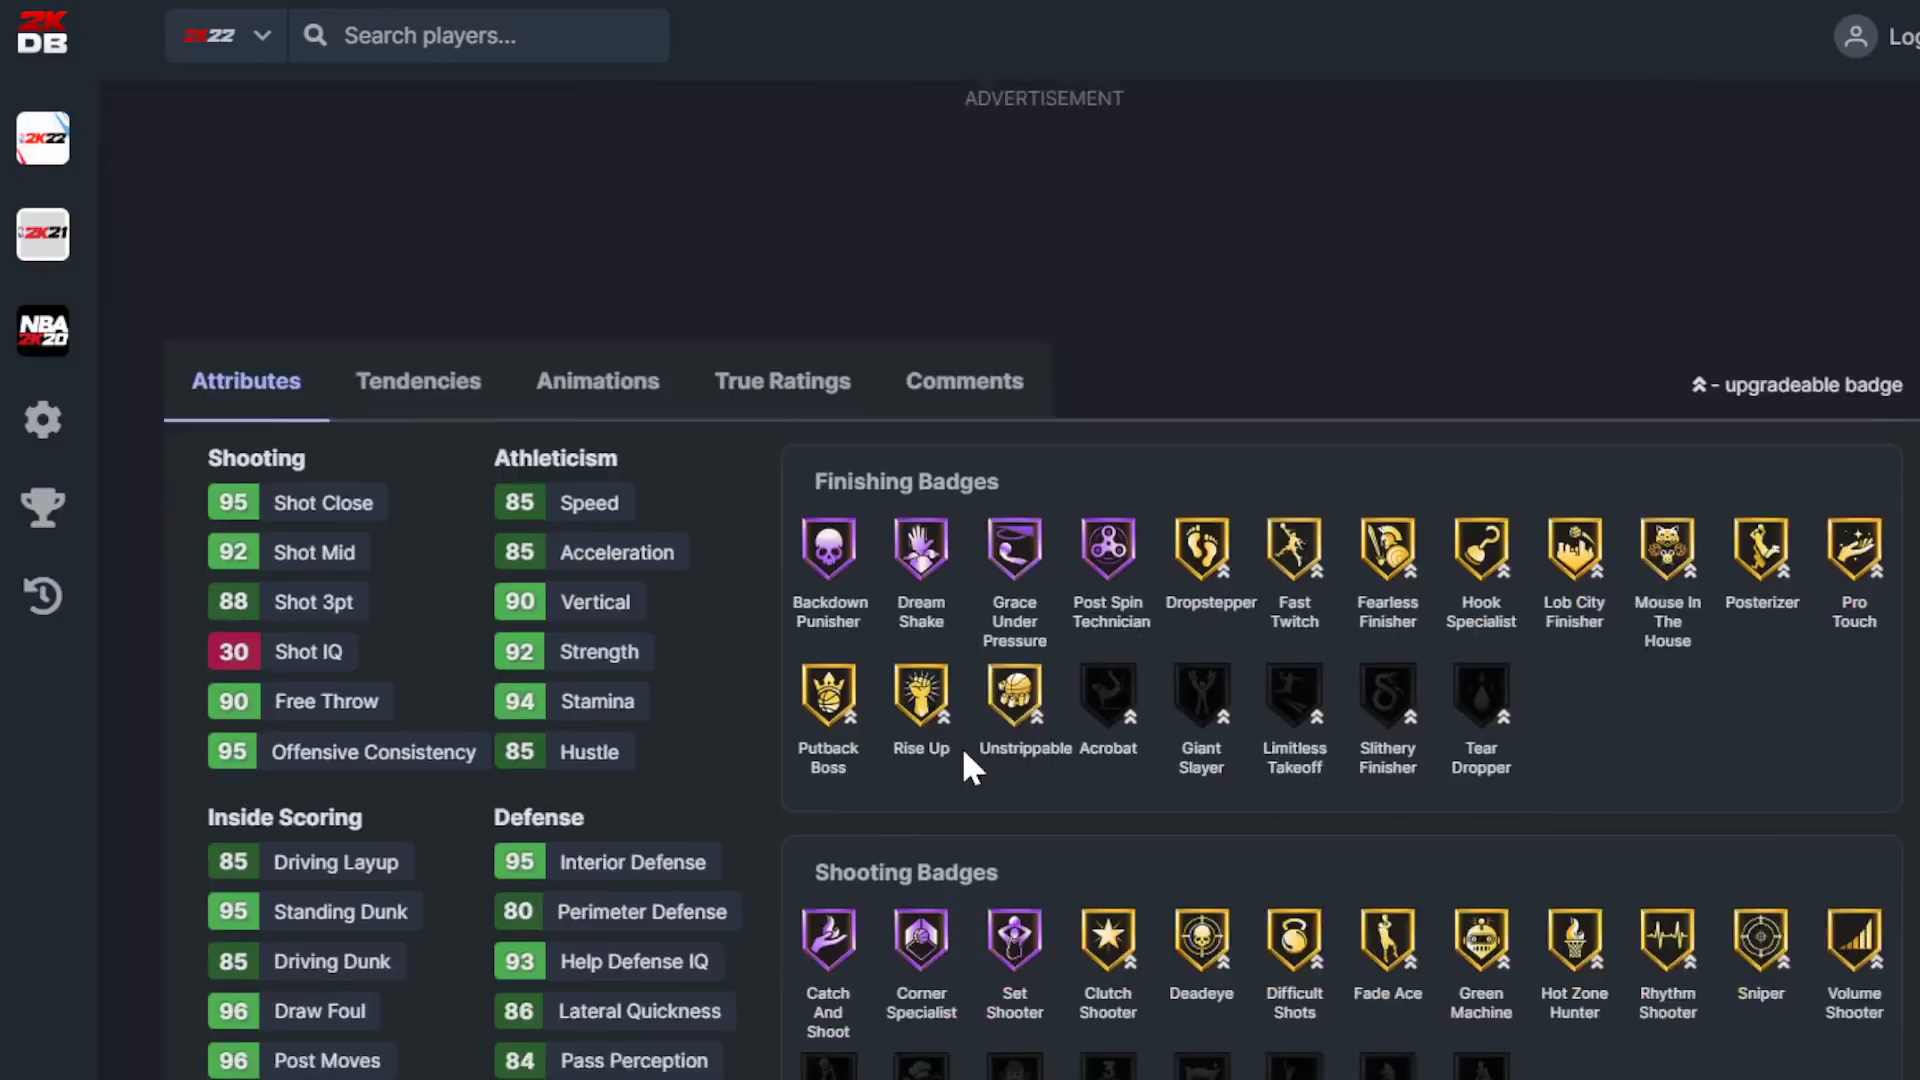 2K
DB
2K22
Search players...
Log
2K22
2K21
NBA
2K20
ADVERTISEMENT
Attributes
Tendencies
Animations
True Ratings
Comments
- upgradeable badge
Shooting
95 Shot Close
92 Shot Mid
88 Shot 3pt
30 Shot IQ
90 Free Throw
95 Offensive Consistency
Athleticism
85 Speed
85 Acceleration
90 Vertical
92 Strength
94 Stamina
85 Hustle
Inside Scoring
85 Driving Layup
95 Standing Dunk
85 Driving Dunk
96 Draw Foul
96 Post Moves
Defense
95 Interior Defense
80 Perimeter Defense
93 Help Defense IQ
86 Lateral Quickness
84 Pass Perception
Finishing Badges
Backdown
Punisher
Dream
Shake
Grace
Under
Pressure
Post Spin
Technician
Dropstepper
Fast
Twitch
Fearless
Finisher
Hook
Specialist
Lob City
Finisher
Mouse In
The
House
Posterizer
Pro
Touch
Putback
Boss
Rise Up
Unstrippable
Acrobat
Giant
Slayer
Limitless
Takeoff
Slithery
Finisher
Tear
Dropper
Shooting Badges
Catch
And
Shoot
Corner
Specialist
Set
Shooter
Clutch
Shooter
Deadeye
Difficult
Shots
Fade Ace
Green
Machine
Hot Zone
Hunter
Rhythm
Shooter
Sniper
Volume
Shooter
3